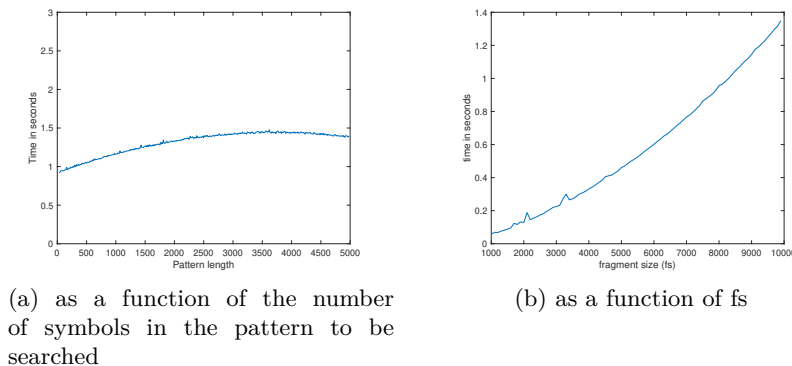 3
2.5
2
1.5
1
0.5
0
Time in seconds
0 500 1000 1500 2000 2500 3000 3500 4000 4500 5000
Pattern length
(a) as a function of the number
of symbols in the pattern to be
searched
1.4
1.2
1
0.8
0.6
0.4
0.2
0
time in seconds
1000 2000 3000 4000 5000 6000 7000 8000 9000 10000
fragment size (fs)
(b) as a function of fs